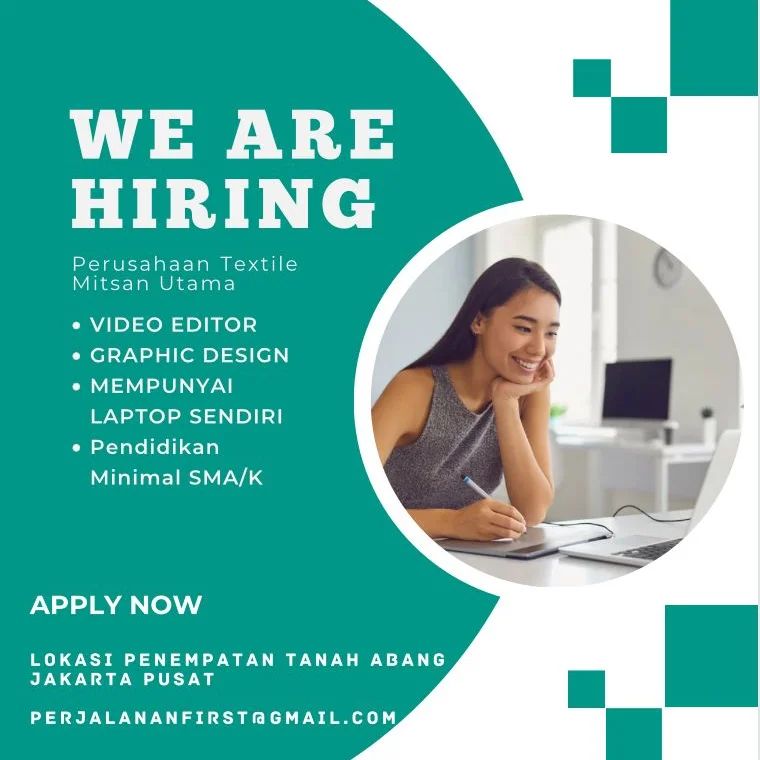 WE ARE
HIRING
Perusahaan Textile
Mitsan Utama
• VIDEO EDITOR
• GRAPHIC DESIGN
• MEMPUNYAI
LAPTOP SENDIRI
• Pendidikan
Minimal SMA/K
APPLY NOW
LOKASI PENEMPATAN TANAH ABANG
JAKARTA PUSAT
PERJALANANFIRST@GMAIL.COM